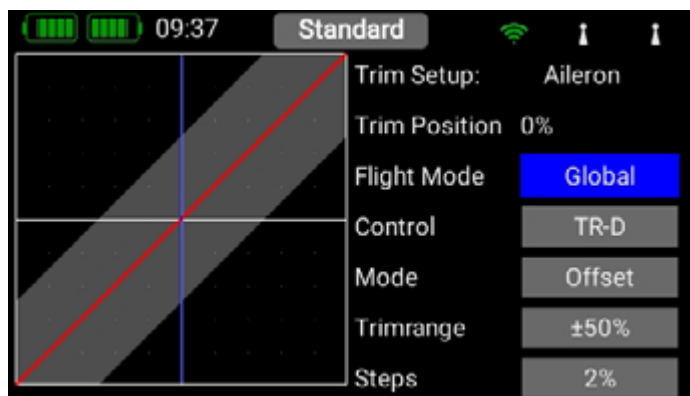 09:37 Standard
Trim Setup: Aileron
Trim Position 0%
Flight Mode Global
Control TR-D
Mode Offset
Trimrange ±50%
Steps 2%